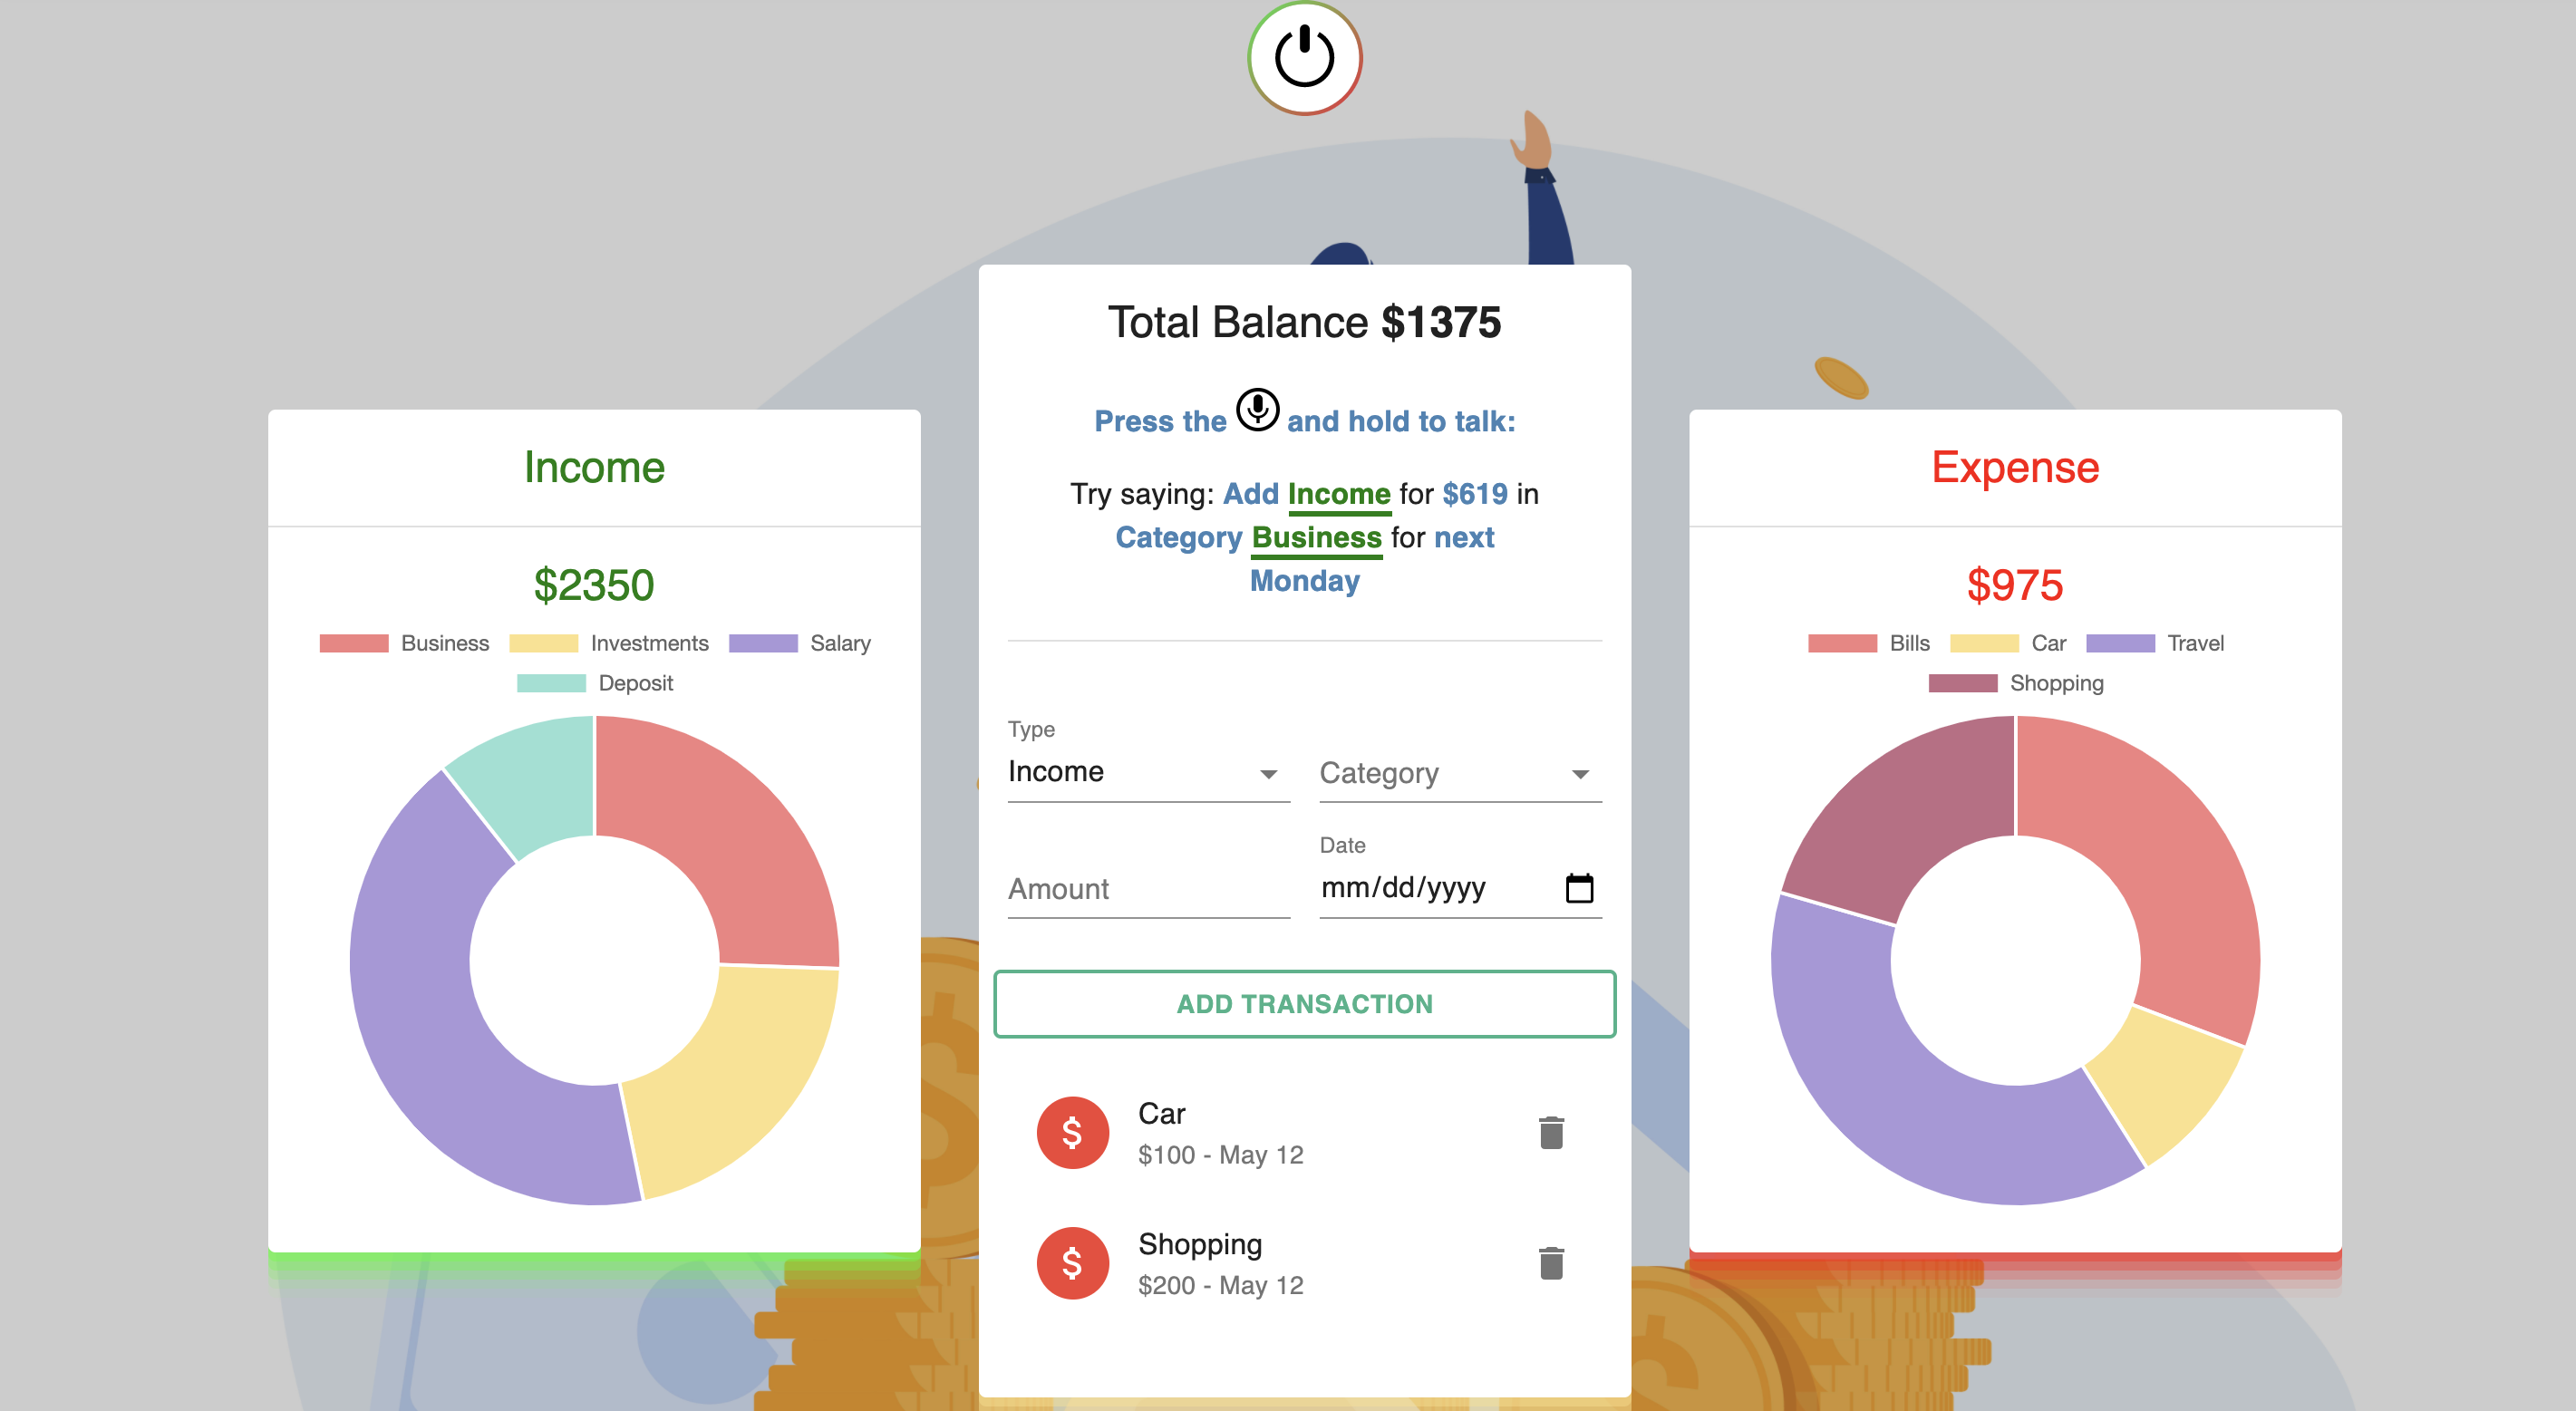 Income
$2350
Business Investments Salary
Deposit
Total Balance $1375
Press the and hold to talk:
Try saying: Add Income for $619 in
Category Business for next
Monday
Type
Income
Category
Amount
Date
mm/dd/yyyy
ADD TRANSACTION
$
Car
$100 - May 12
$
Shopping
$200 - May 12
Expense
$975
Bills Car Travel
Shopping
$
$